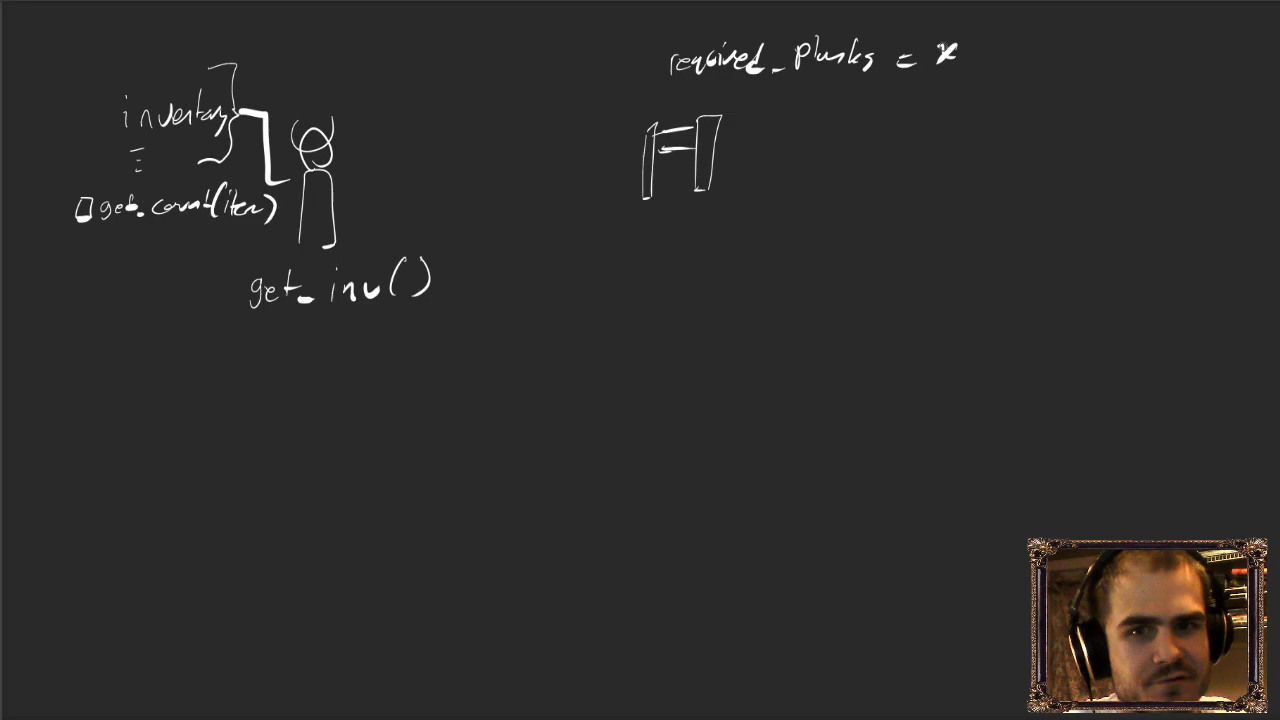 required_planks = x
inventory
get_count(item)
get_inv()